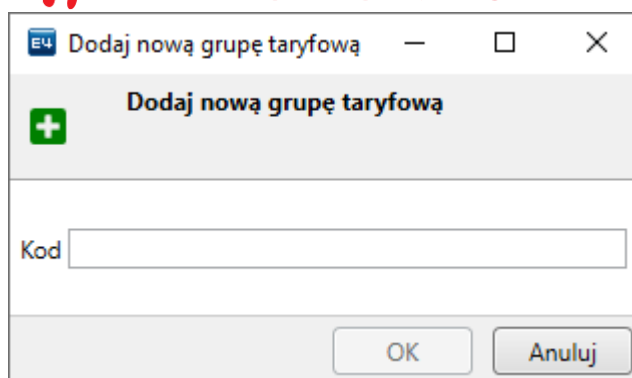 E4 Dodaj nową grupę taryfową
Dodaj nową grupę taryfową
Kod
OK Anuluj